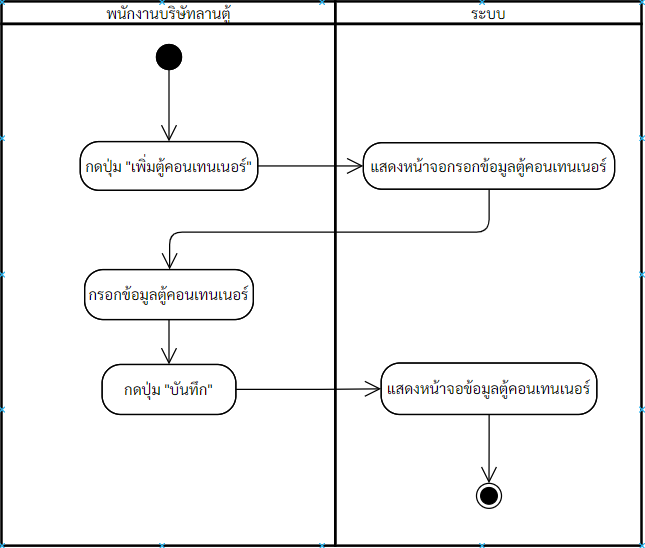 พนักงานบริษัทลานตู้
ระบบ
กดปุ่ม "เพิ่มตู้คอนเทนเนอร์"
แสดงหน้าจอกรอกข้อมูลตู้คอนเทนเนอร์
กรอกข้อมูลตู้คอนเทนเนอร์
กดปุ่ม "บันทึก"
แสดงหน้าจอข้อมูลตู้คอนเทนเนอร์